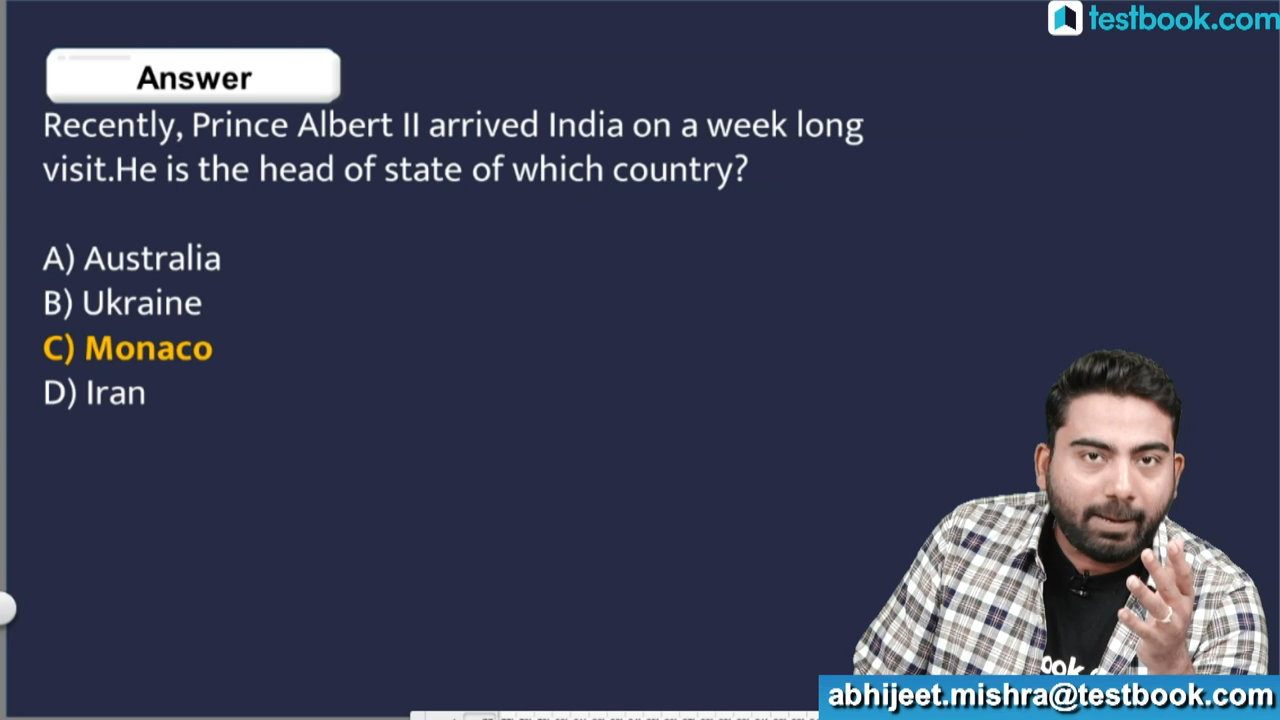 testbook.com
Answer
Recently, Prince Albert II arrived India on a week long
visit.He is the head of state of which country?
A) Australia
B) Ukraine
C) Monaco
D) Iran
abhijeet.mishra@testbook.com